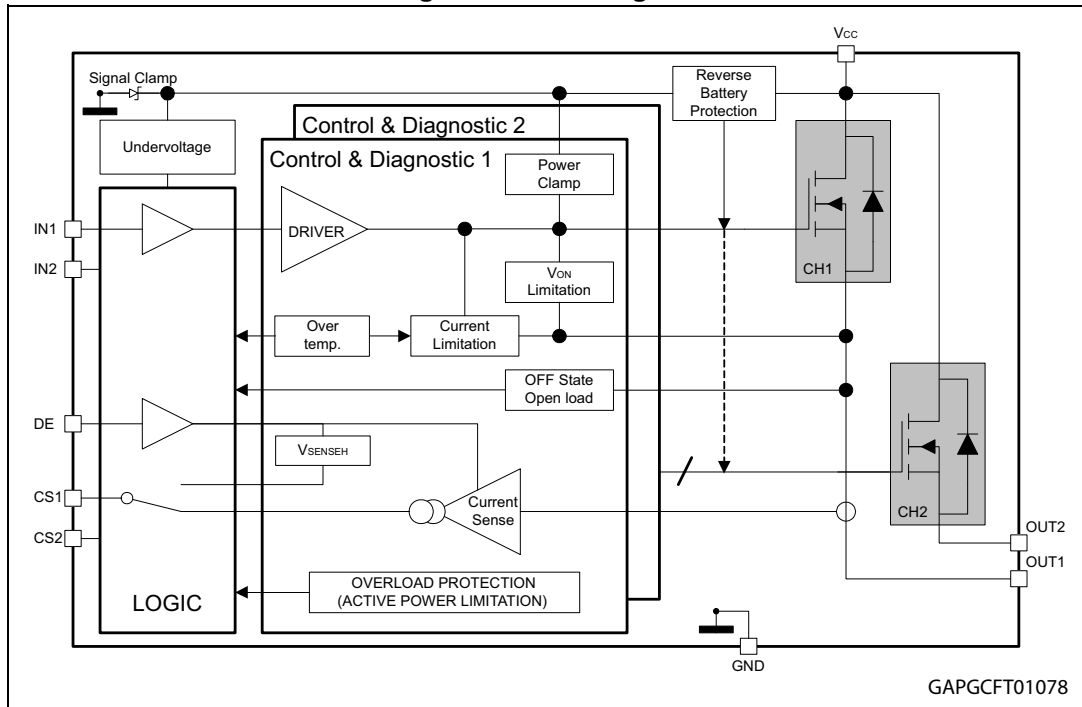 Vcc
Signal Clamp
Reverse
Battery
Protection
Control & Diagnostic 2
Undervoltage
Control & Diagnostic 1
Power
Clamp
IN1
DRIVER
IN2
VON
Limitation
CH1
Over
temp.
Current
Limitation
OFF State
Open load
DE
VSENSEH
CS1
Current
Sense
CH2
CS2
OUT2
OUT1
OVERLOAD PROTECTION
(ACTIVE POWER LIMITATION)
LOGIC
GND
GAPGCFT01078